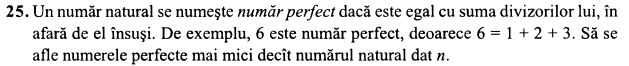 25. Un număr natural se numeşte număr perfect dacă este egal cu suma divizorilor lui, în
afară de el însuşi. De exemplu, 6 este număr perfect, deoarece 6 = 1 + 2 + 3. Să se
afle numerele perfecte mai mici decît numărul natural dat n.